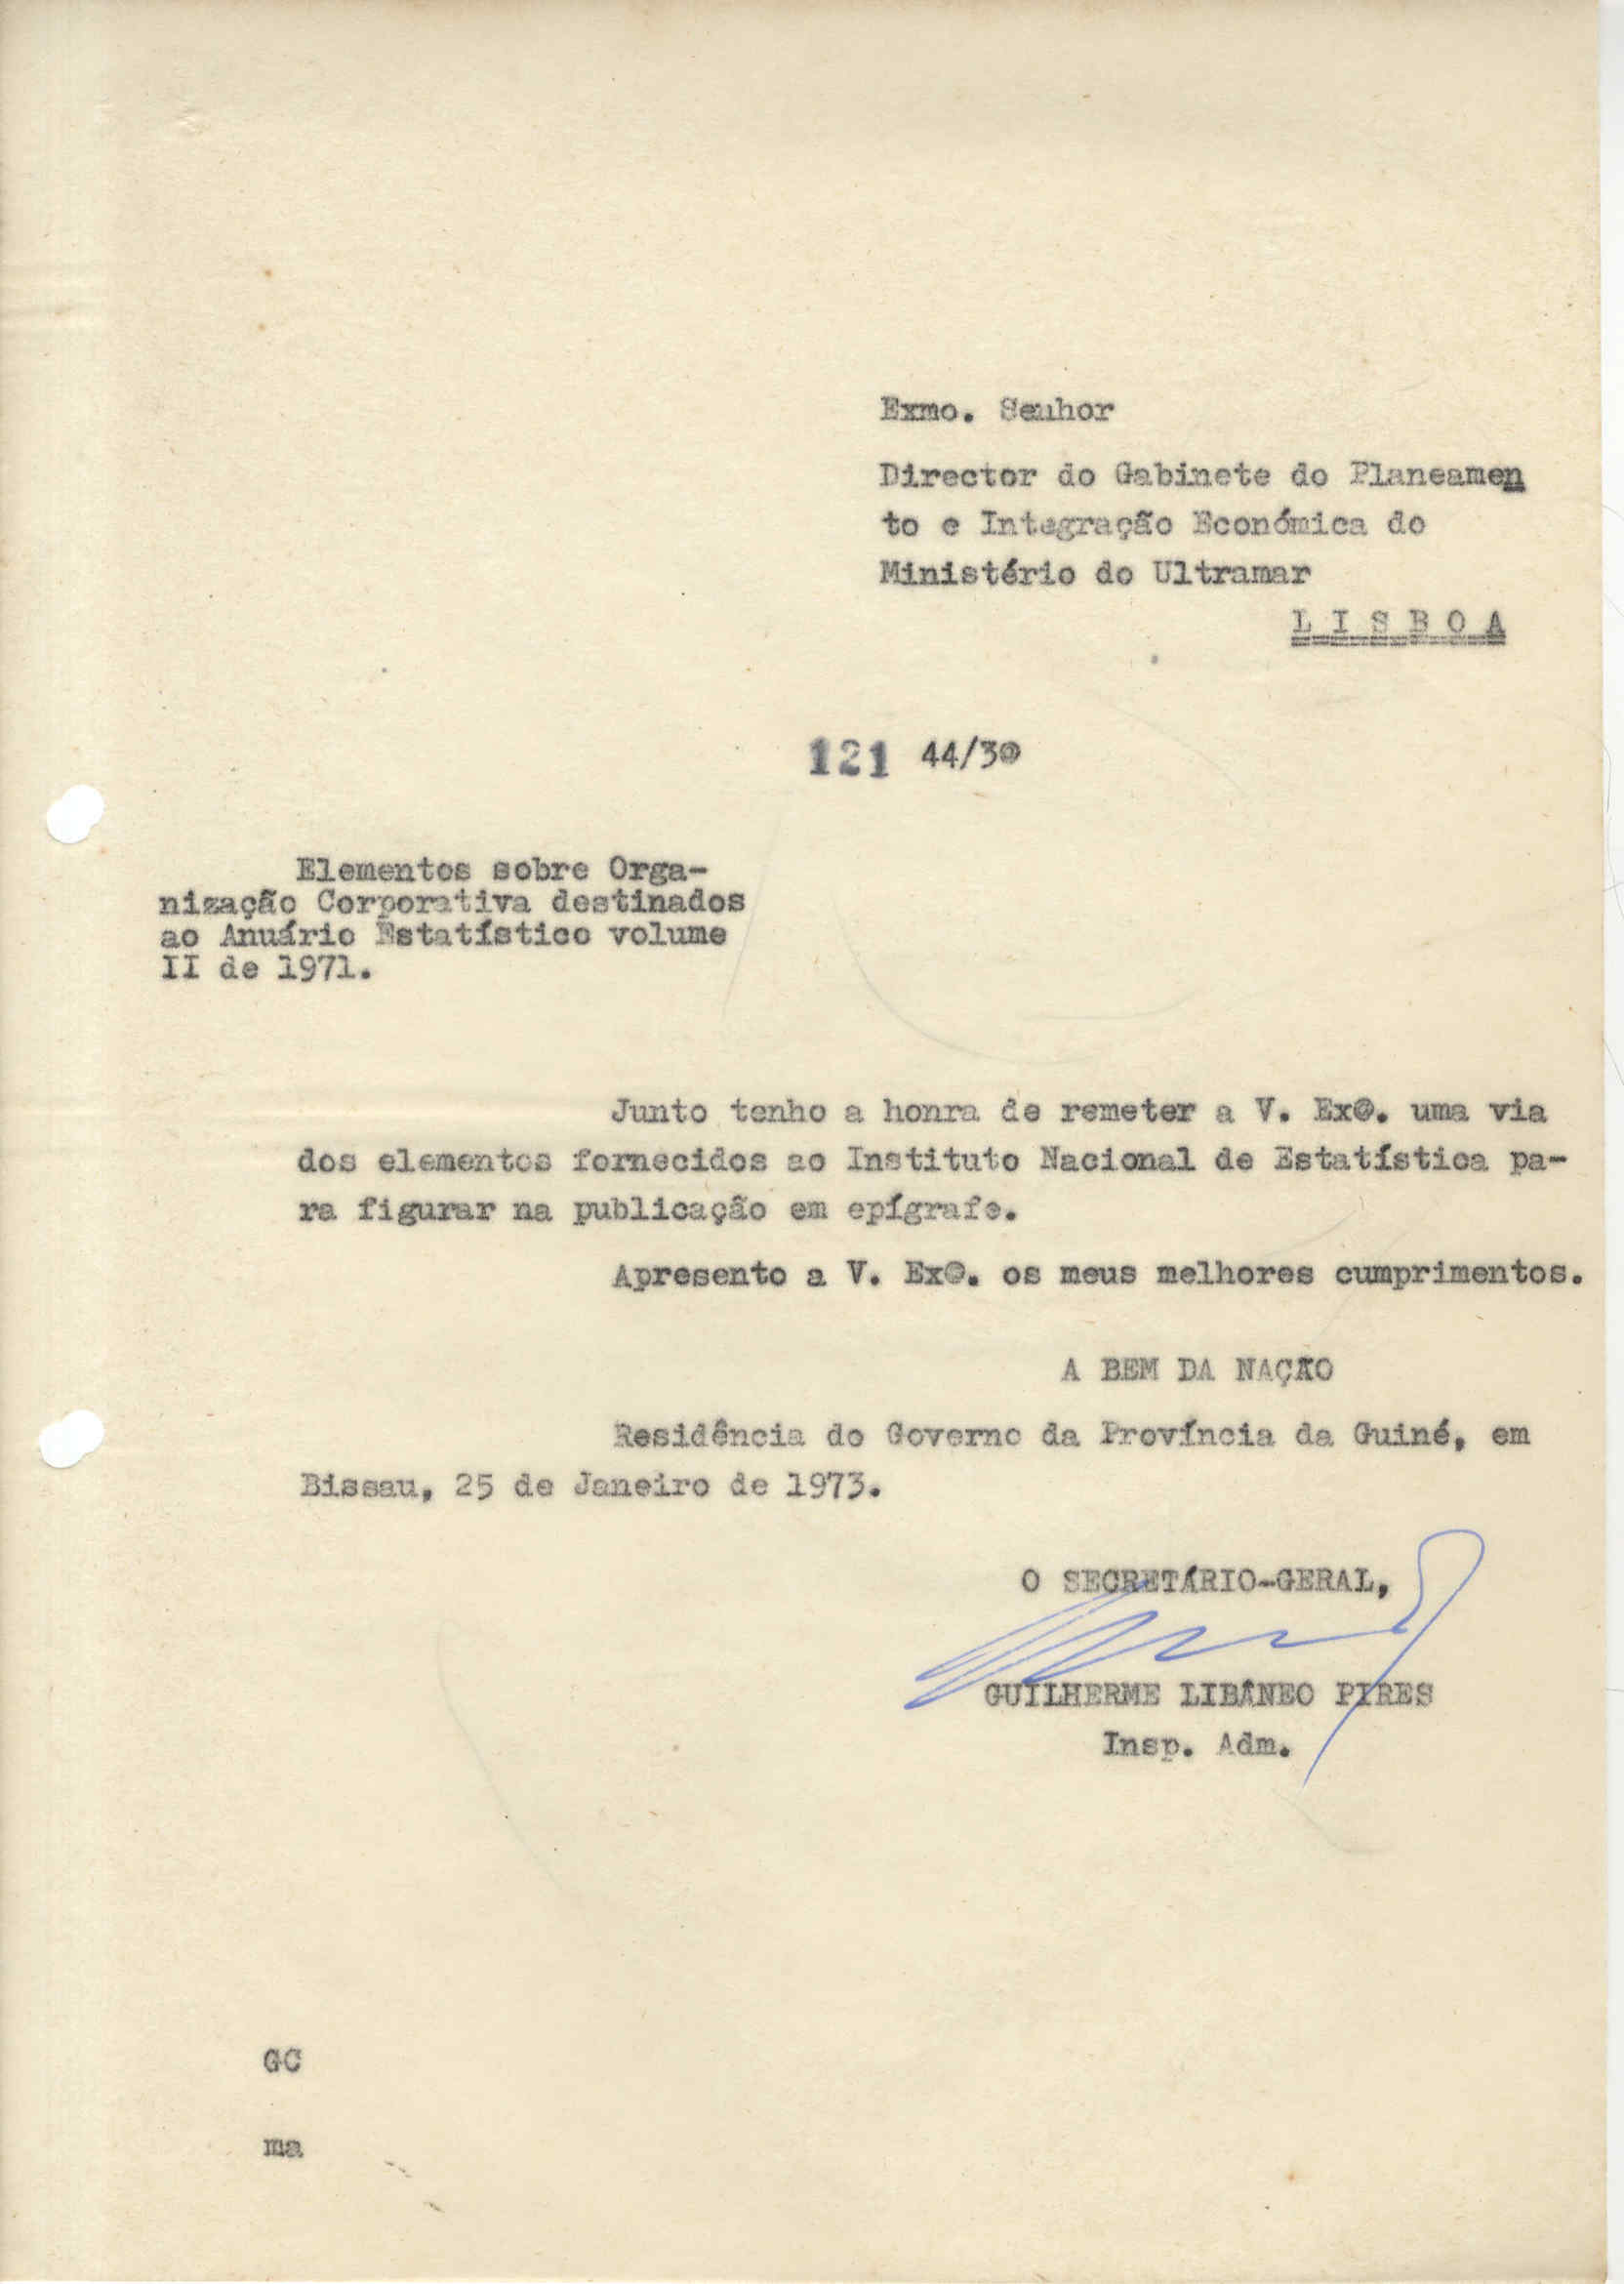 Exmo. Senhor
Director do Gabinete do Planeamen
to e Integração Económica do
Ministério do Ultramar
L I S B O A
121 44/3@
Elementos sobre Orga-
nização Corporativa destinados
ao Anuário Estatístico volume
II de 1971.
Junto tenho a honra de remeter a V. Ex@. uma via
dos elementos fornecidos ao Instituto Nacional de Estatística pa-
ra figurar na publicação em epígrafe.
Apresento a V. Ex@. os meus melhores cumprimentos.
A BEM DA NAÇÃO
Residência do Governo da Província da Guiné, em
Bissau, 25 de Janeiro de 1973.
O SECRETÁRIO-GERAL,
GUILHERME LIBÂNEO PIRES
Insp. Adm.
GC
ma